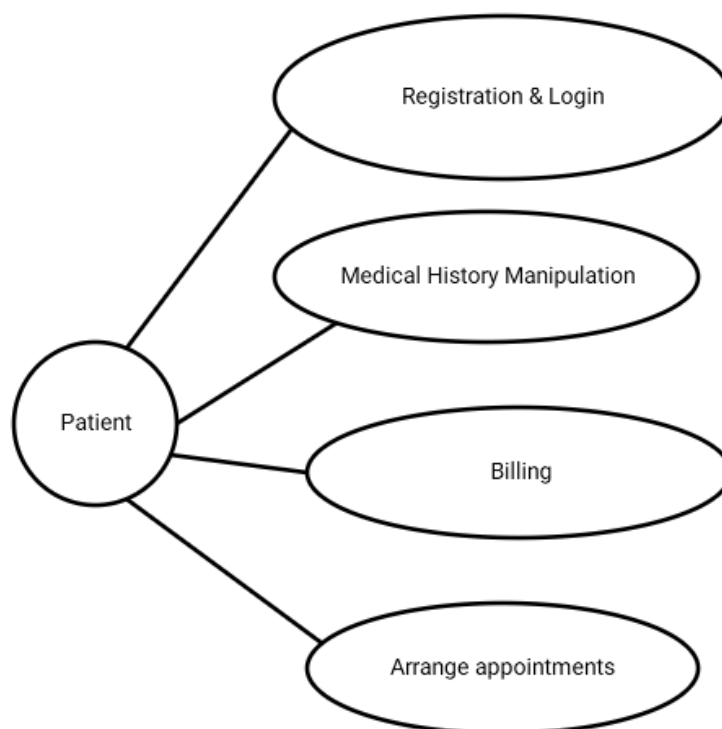 Registration & Login
Medical History Manipulation
Patient
Billing
Arrange appointments